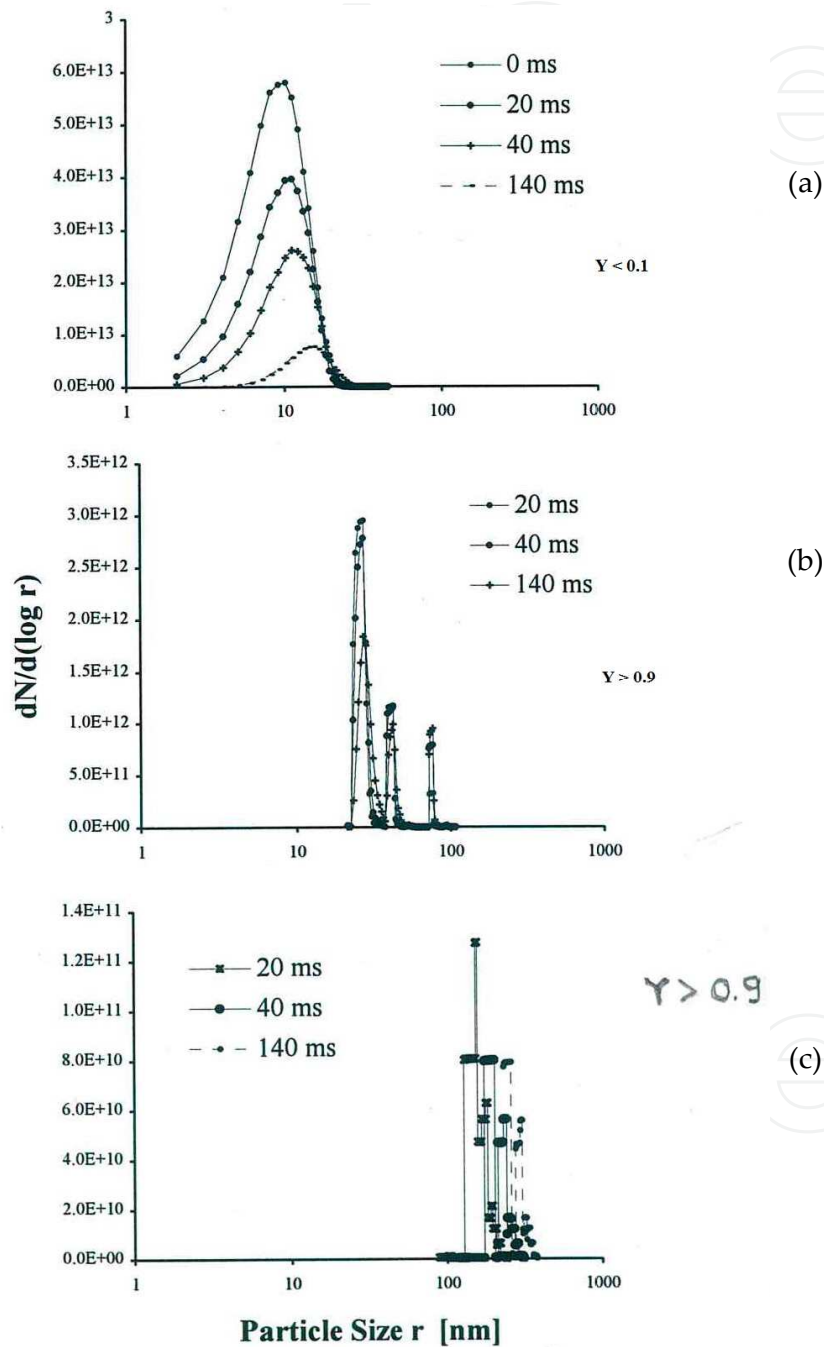 3
6.0E+13
5.0E+13
4.0E+13
3.0E+13
2.0E+13
1.0E+13
0.0E+00
1
10
100
1000
0 ms
20 ms
40 ms
140 ms
Y < 0.1
(a)
dN/d(log r)
3.5E+12
3.0E+12
2.5E+12
2.0E+12
1.5E+12
1.0E+12
5.0E+11
0.0E+00
1
10
100
1000
20 ms
40 ms
140 ms
Y > 0.9
(b)
1.4E+11
1.2E+11
1.0E+11
8.0E+10
6.0E+10
4.0E+10
2.0E+10
0.0E+00
1
10
100
1000
20 ms
40 ms
140 ms
Y > 0.9
(c)
Particle Size r [nm]